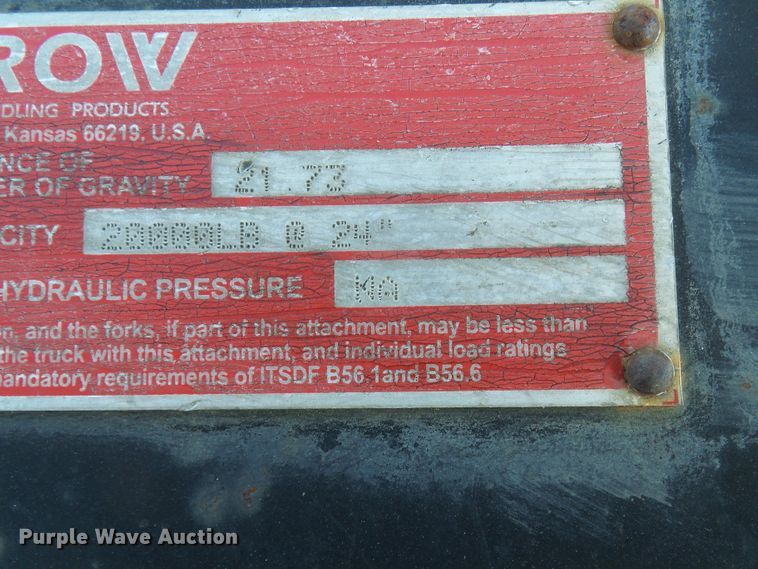 ROW
DLING PRODUCTS
Kansas 66219, U.S.A.
NCE OF
ER OF GRAVITY 21.73
CITY 20000LB @ 24"
HYDRAULIC PRESSURE NA
on, and the forks, if part of this attachment, may be less than
the truck with this attachment, and individual load ratings
mandatory requirements of ITSDF B56.1and B56.6
Purple Wave Auction